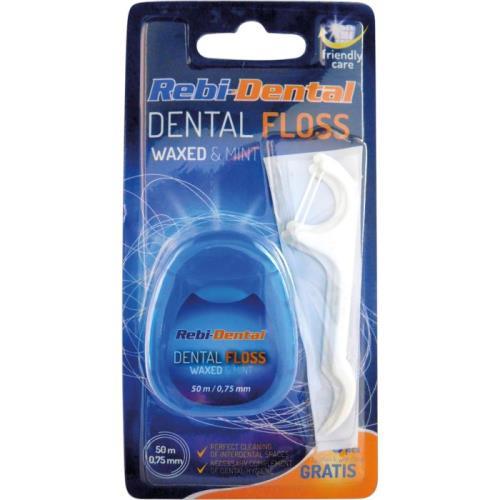 friendly
care
Rebi-Dental
DENTAL FLOSS
WAXED & MINT
Rebi-Dental
DENTAL FLOSS
WAXED & MINT
50 m / 0,75 mm
50 m
0,75 mm
PERFECT CLEANING
OF INTERDENTAL SPACES
NECESSARY COMPLEMENT
OF DENTAL HYGIENE
GRATIS